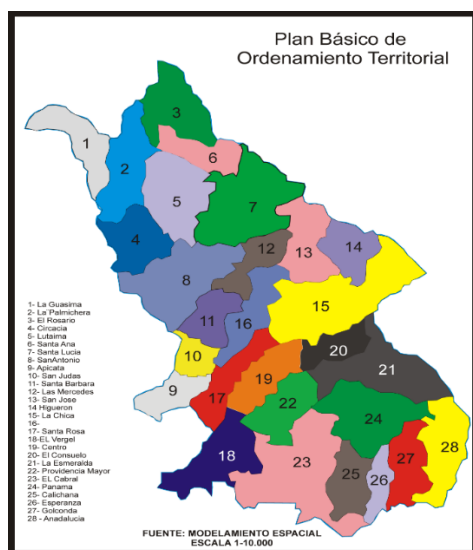 Plan Básico de
Ordenamiento Territorial
3
1
6
2
5
7
4
12
14
13
8
15
11
16
20
10
21
9
19
17
22
24
18
23
25
26
27
28
1- La Guasima
2- La Palmichera
3- El Rosario
4- Circacia
5- Lutaima
6- Santa Ana
7- Santa Lucia
8- SanAntonio
9- Apicata
10- San Judas
11- Santa Barbara
12- Las Mercedes
13- San Jose
14 Higueron
15- La Chica
16-
17- Santa Rosa
18-EL Vergel
19- Centro
20- El Consuelo
21- La Esmeralda
22- Providencia Mayor
23- EL Cabral
24- Panama
25- Calichana
26- Esperanza
27- Golconda
28 - Anadalucia
FUENTE: MODELAMIENTO ESPACIAL
ESCALA 1-10.000